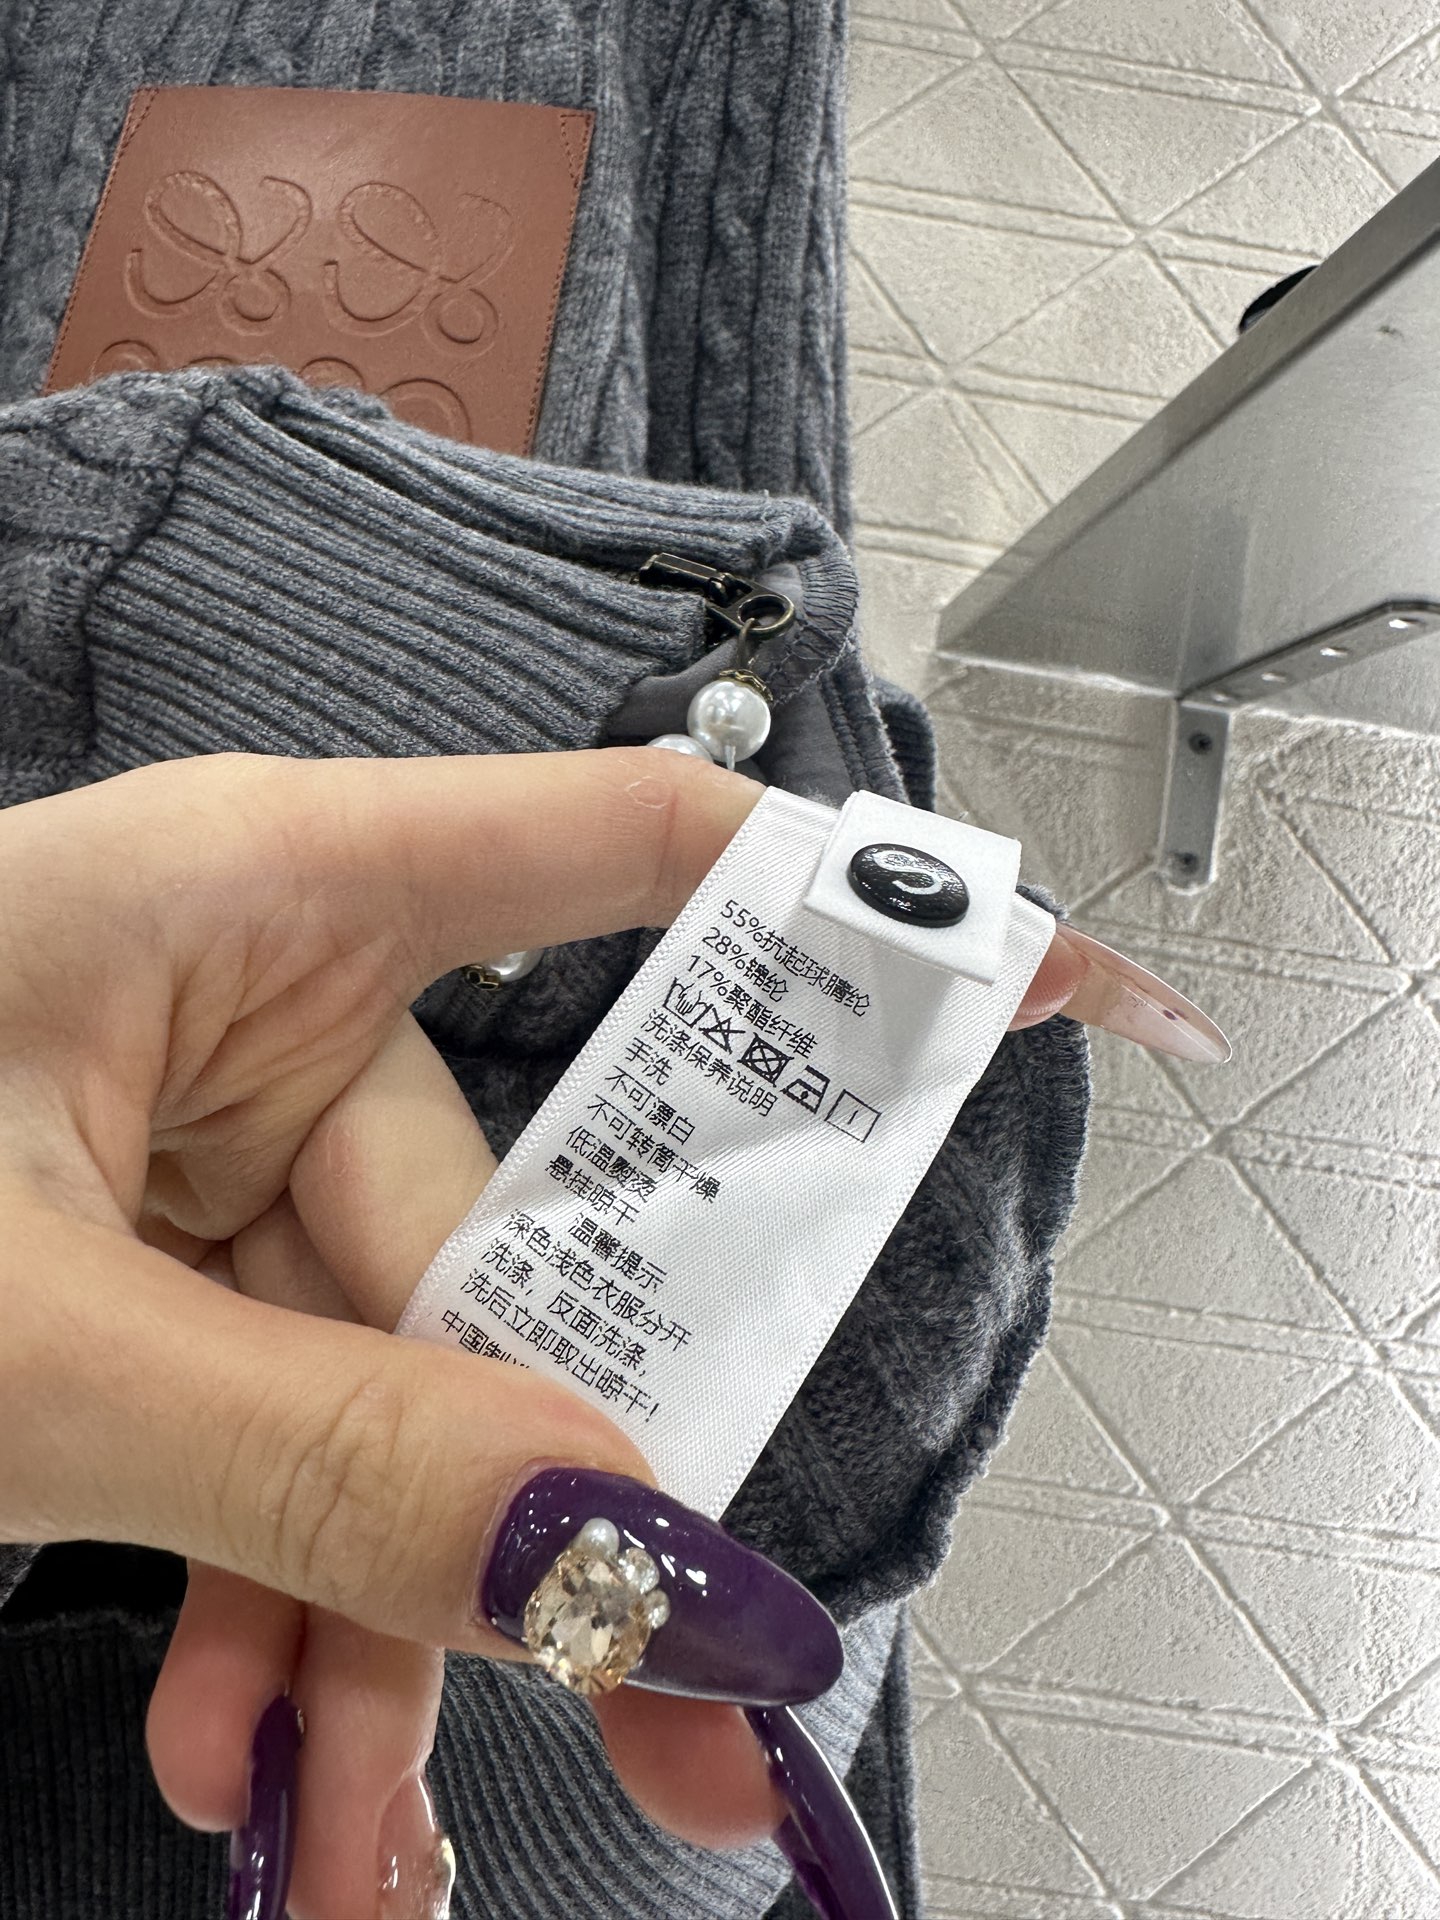 55%抗起球腈纶
28%锦纶
17%聚酯纤维
洗涤保养说明
手洗
不可漂白
不可转筒干燥
低温熨烫
悬挂晾干
温馨提示
深色浅色衣服分开
洗涤，反面洗涤，
洗后立即取出晾干！
中国制